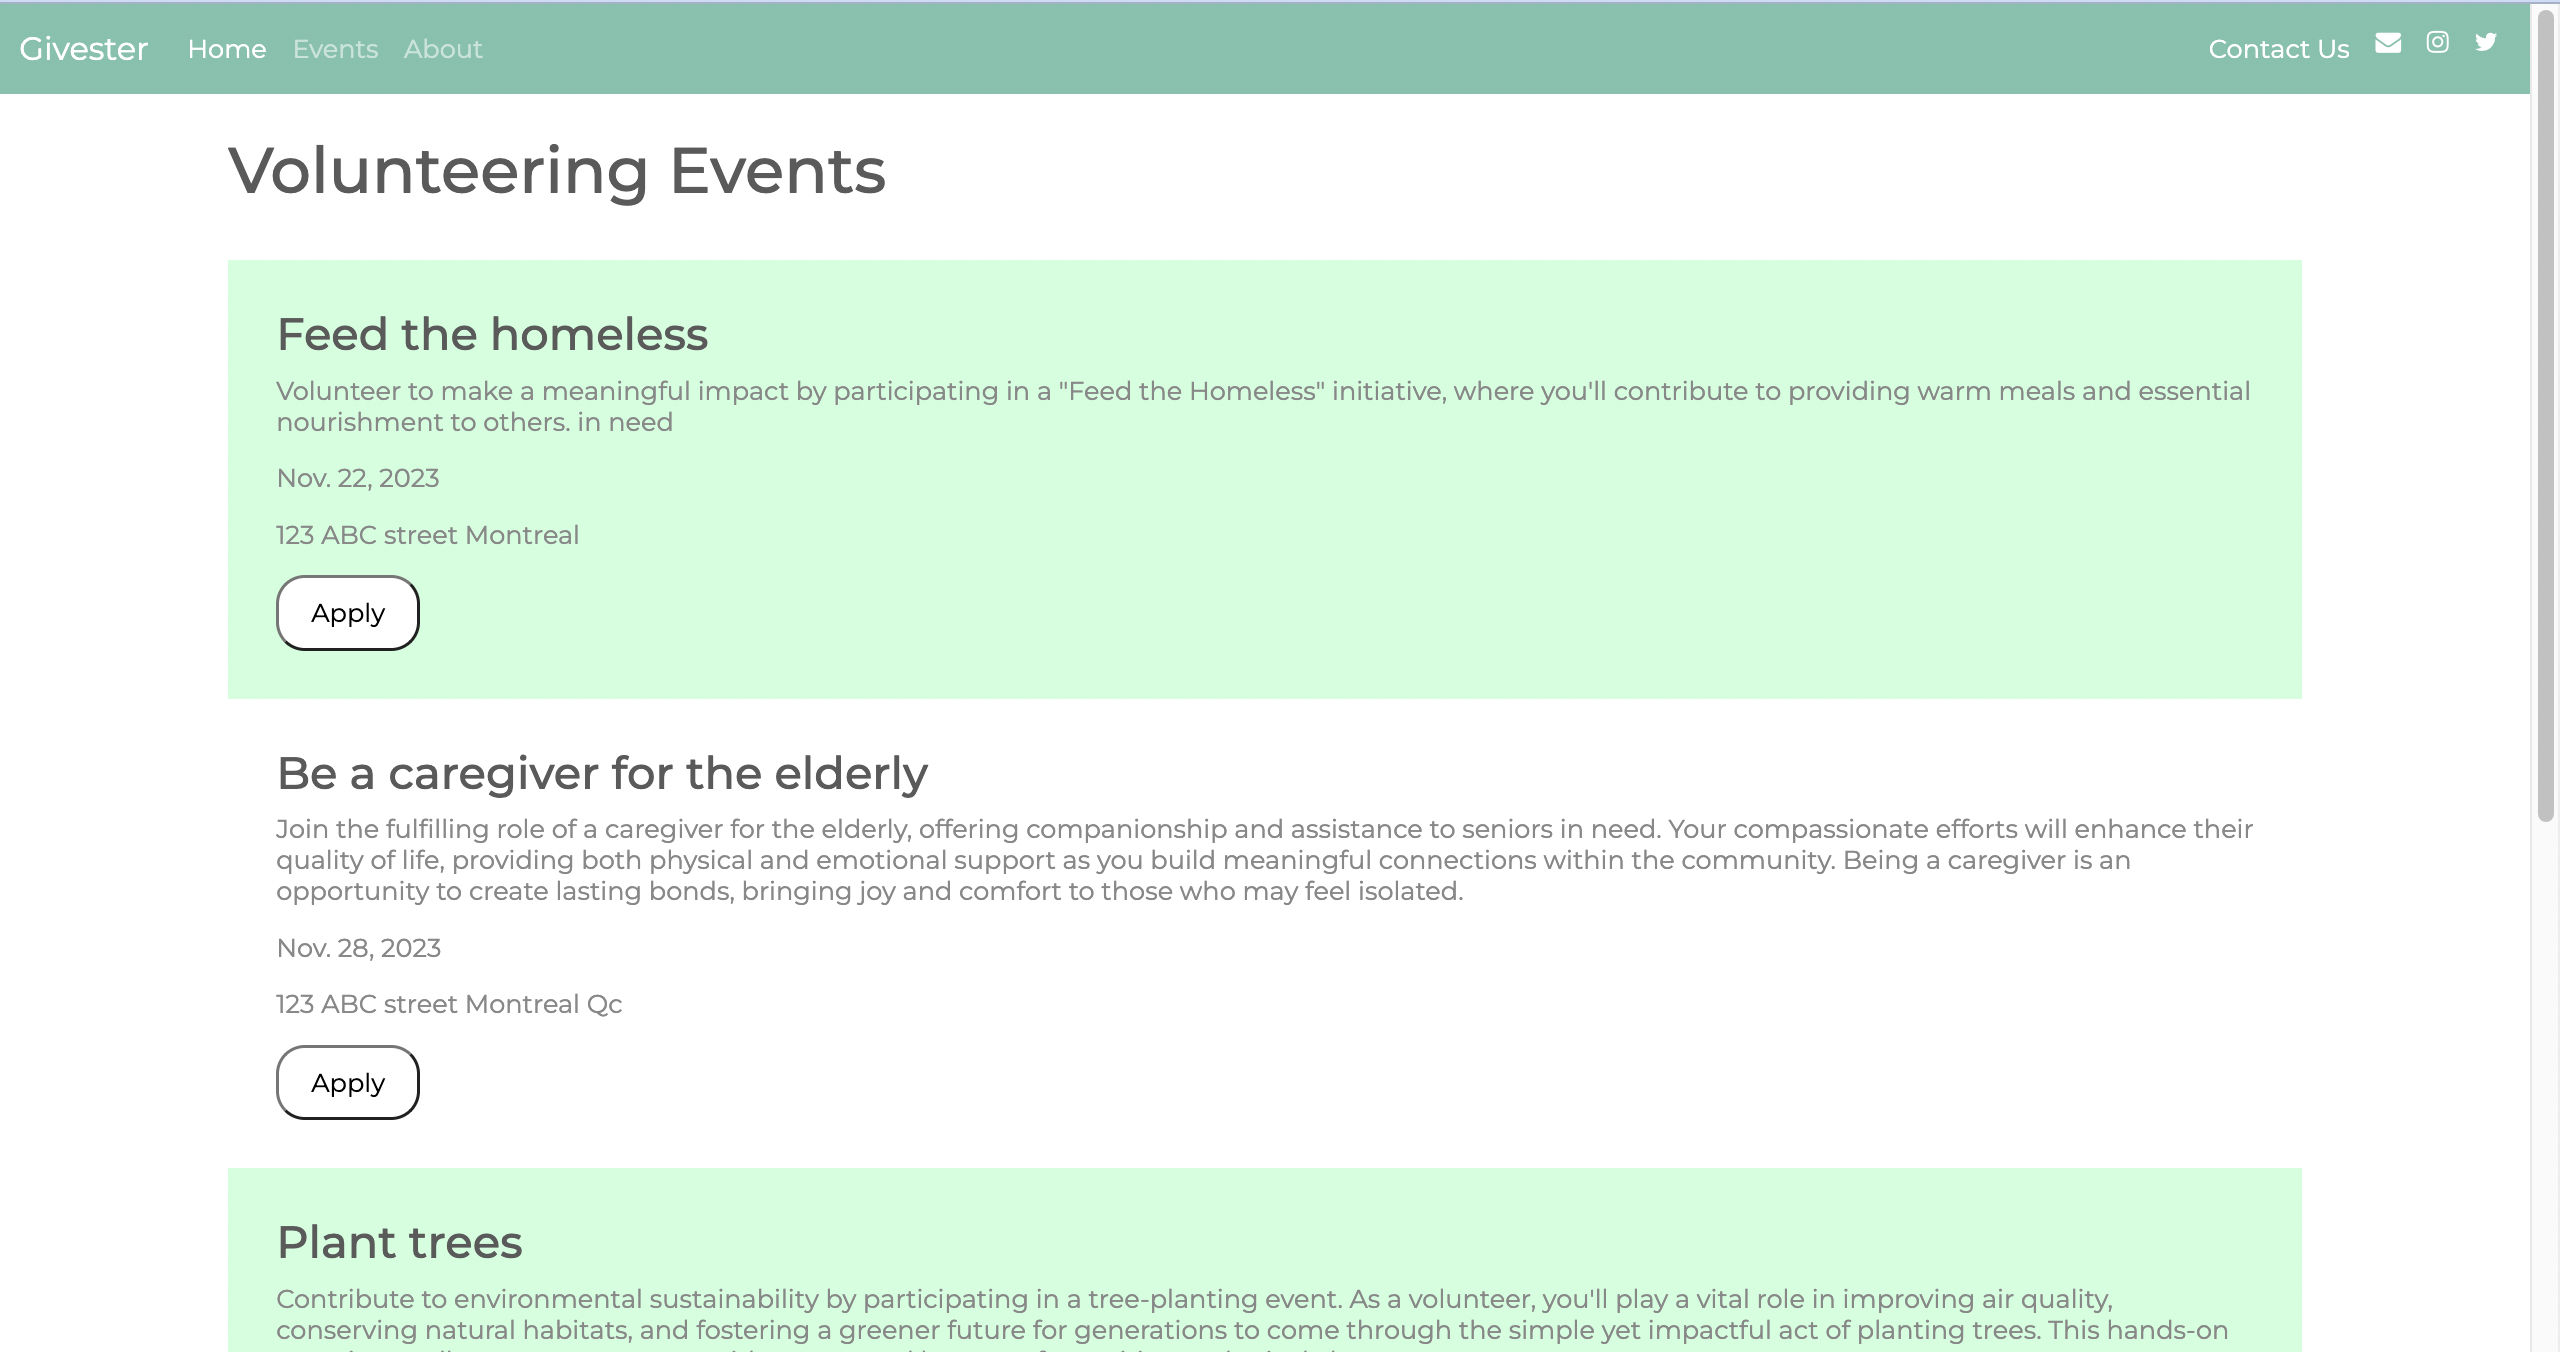 Givester Home Events About Contact Us
Volunteering Events
Feed the homeless
Volunteer to make a meaningful impact by participating in a "Feed the Homeless" initiative, where you'll contribute to providing warm meals and essential
nourishment to others. in need
Nov. 22, 2023
123 ABC street Montreal
Apply
Be a caregiver for the elderly
Join the fulfilling role of a caregiver for the elderly, offering companionship and assistance to seniors in need. Your compassionate efforts will enhance their
quality of life, providing both physical and emotional support as you build meaningful connections within the community. Being a caregiver is an
opportunity to create lasting bonds, bringing joy and comfort to those who may feel isolated.
Nov. 28, 2023
123 ABC street Montreal Qc
Apply
Plant trees
Contribute to environmental sustainability by participating in a tree-planting event. As a volunteer, you'll play a vital role in improving air quality,
conserving natural habitats, and fostering a greener future for generations to come through the simple yet impactful act of planting trees. This hands-on